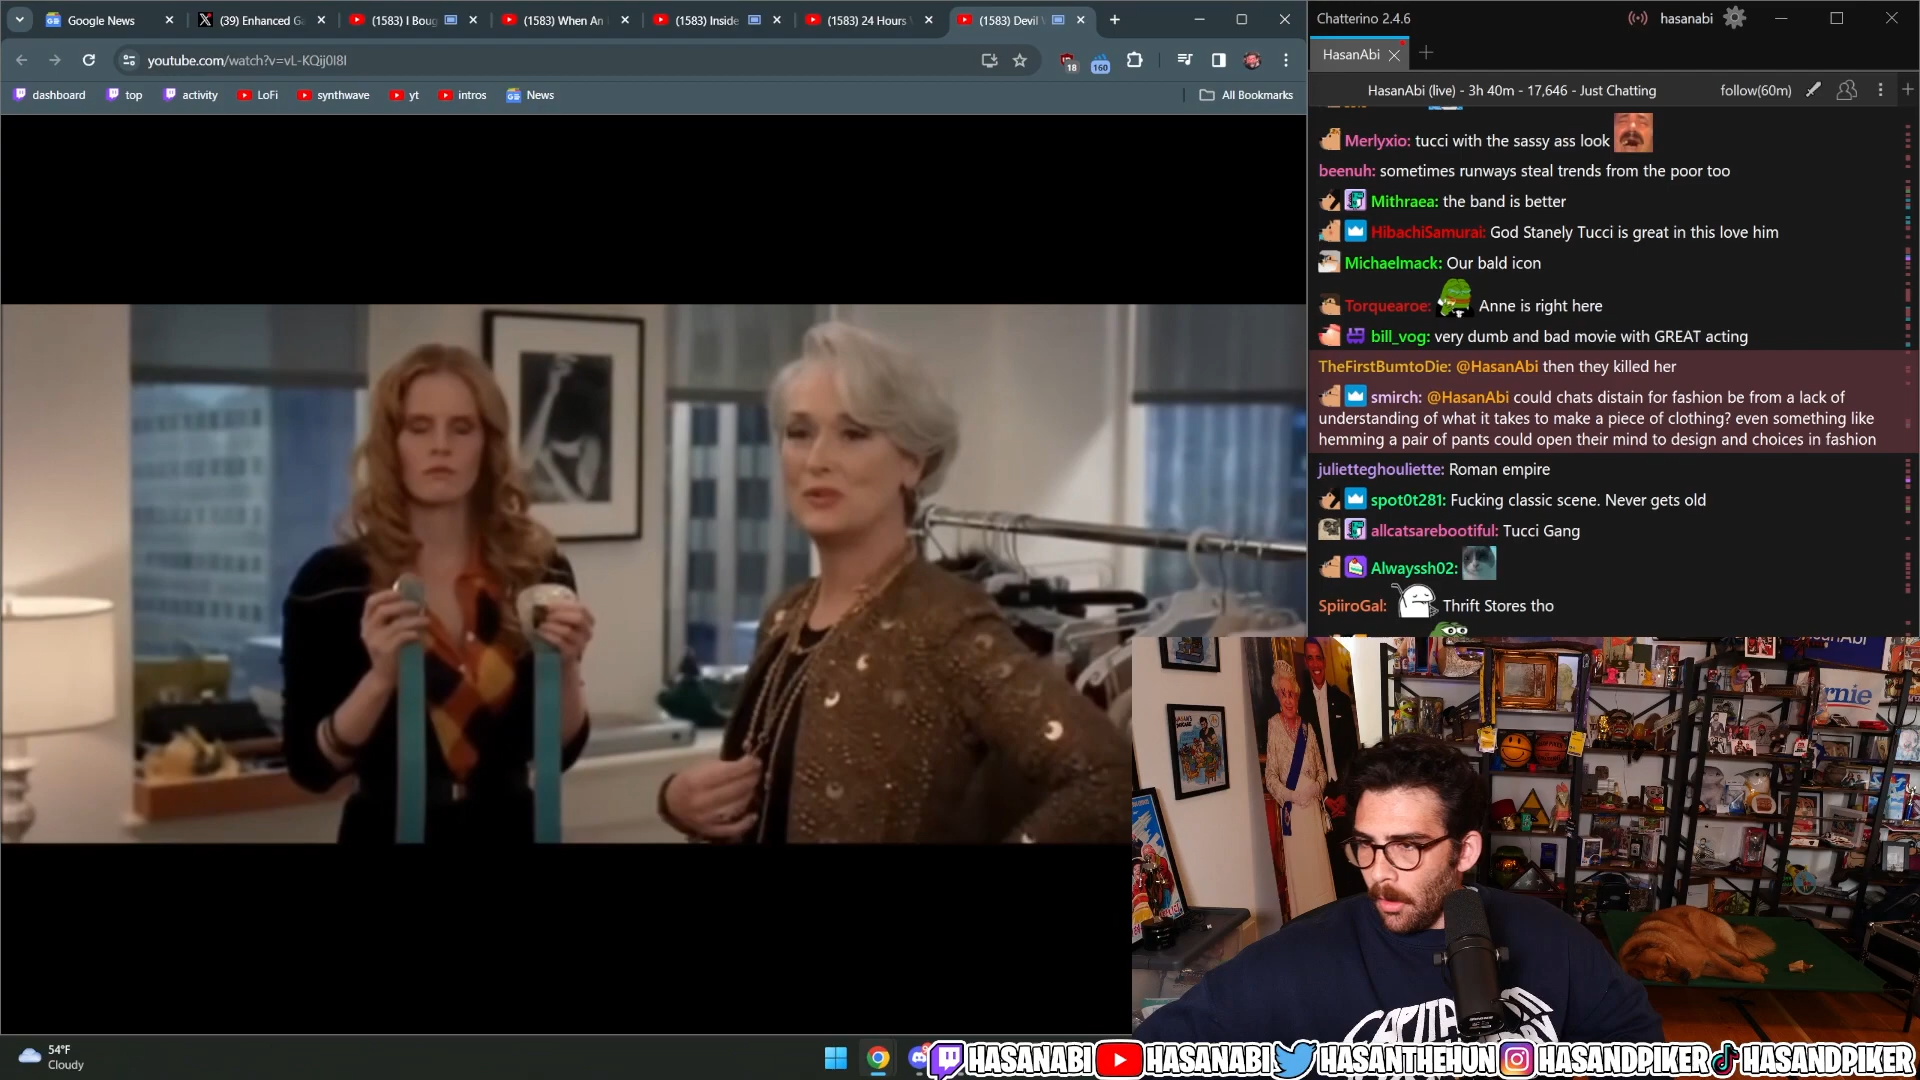 Google News
(39) Enhanced G
(1583) I Boug
(1583) When An
(1583) Inside
(1583) 24 Hours
(1583) Devil
youtube.com/watch?v=vL-KQij0I8I
18
160
dashboard
top
activity
LoFi
synthwave
yt
intros
News
All Bookmarks
Chatterino 2.4.6
hasanabi
HasanAbi
HasanAbi (live) - 3h 40m - 17,646 - Just Chatting
follow(60m)
Merlyxio: tucci with the sassy ass look
beenuh: sometimes runways steal trends from the poor too
Mithraea: the band is better
HibachiSamurai: God Stanely Tucci is great in this love him
Michaelmack: Our bald icon
Torquearoe: Anne is right here
bill_vog: very dumb and bad movie with GREAT acting
TheFirstBumtoDie: @HasanAbi then they killed her
smirch: @HasanAbi could chats distain for fashion be from a lack of
understanding of what it takes to make a piece of clothing? even something like
hemming a pair of pants could open their mind to design and choices in fashion
julietteghouliette: Roman empire
spot0t281: Fucking classic scene. Never gets old
allcatsarebootiful: Tucci Gang
Alwayssh02:
SpiiroGal: Thrift Stores tho
HasanAbi
rnie
54°F
Cloudy
HASANABI
HASANABI
HASANTHEHUN
HASANDPIKER
HASANDPIKER